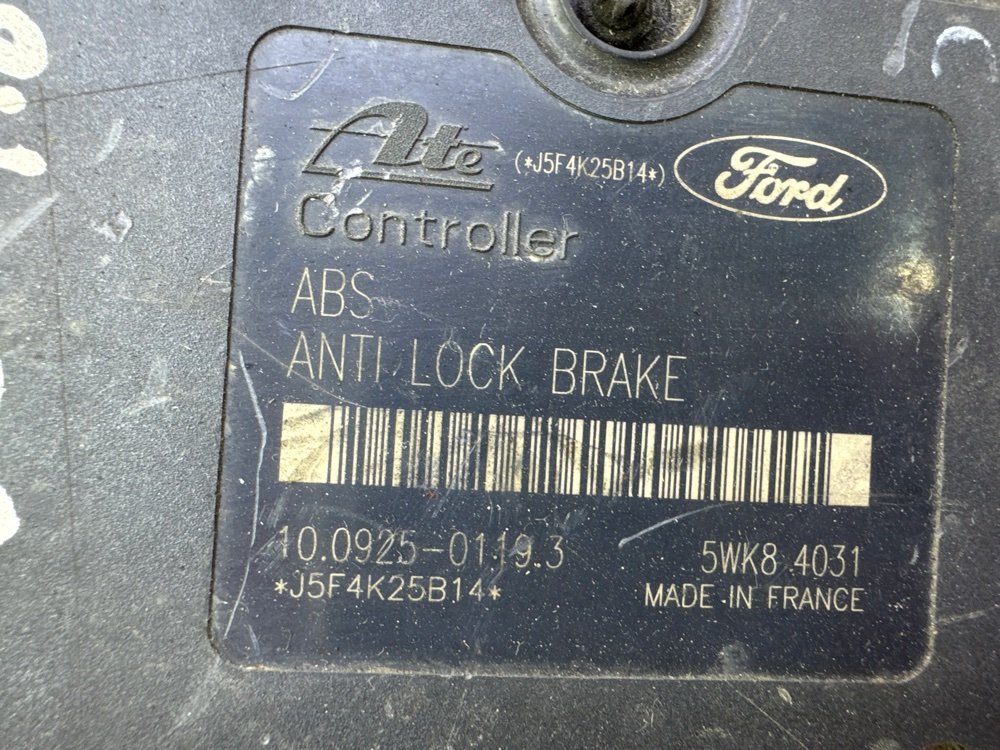 Ate
(*J5F4K25B14*)
Ford
Controller
ABS
ANTI LOCK BRAKE
10.0925-0119.3
5WK8 4031
*J5F4K25B14*
MADE IN FRANCE